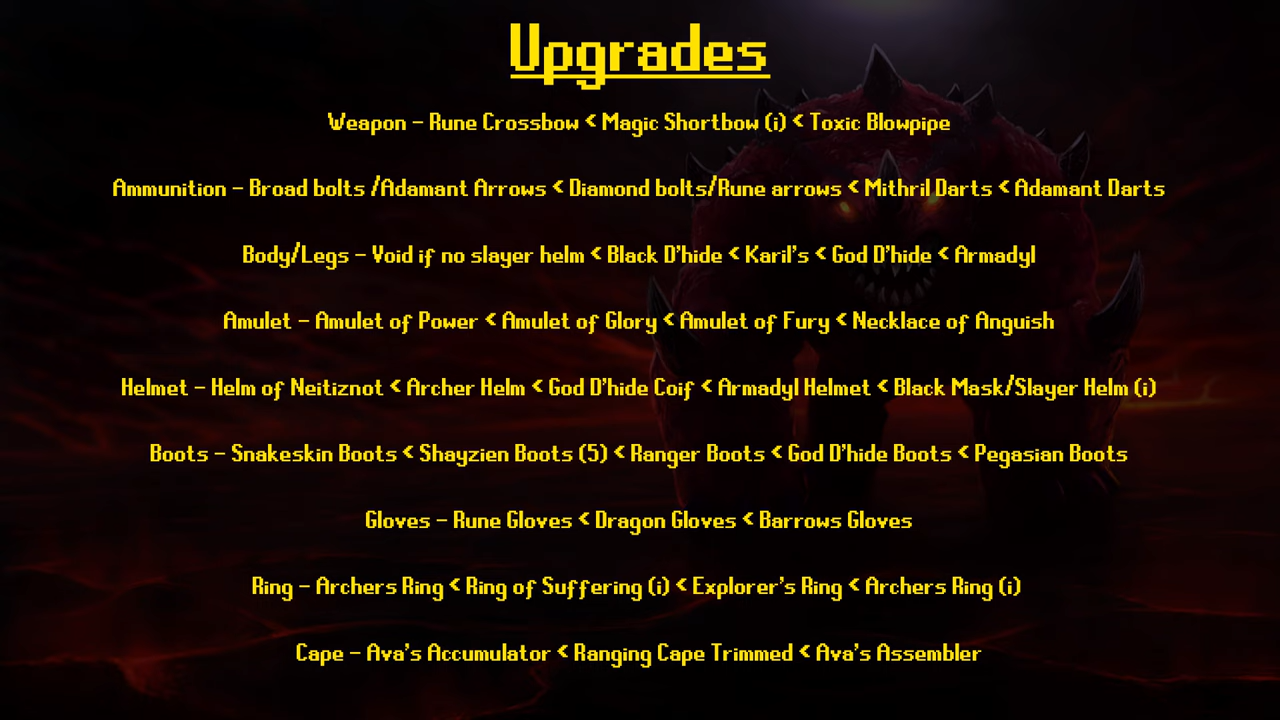 Upgrades
Weapon - Rune Crossbow < Magic Shortbow (i) < Toxic Blowpipe
Ammunition - Broad bolts /Adamant Arrows < Diamond bolts/Rune arrows < Mithril Darts < Adamant Darts
Body/Legs - Void if no slayer helm < Black D'hide < Karil's < God D'hide < Armadyl
Amulet - Amulet of Power < Amulet of Glory < Amulet of Fury < Necklace of Anguish
Helmet - Helm of Neitiznot < Archer Helm < God D'hide Coif < Armadyl Helmet < Black Mask/Slayer Helm (i)
Boots - Snakeskin Boots < Shayzien Boots (5) < Ranger Boots < God D'hide Boots < Pegasian Boots
Gloves - Rune Gloves < Dragon Gloves < Barrows Gloves
Ring - Archers Ring < Ring of Suffering (i) < Explorer's Ring < Archers Ring (i)
Cape - Ava's Accumulator < Ranging Cape Trimmed < Ava's Assembler